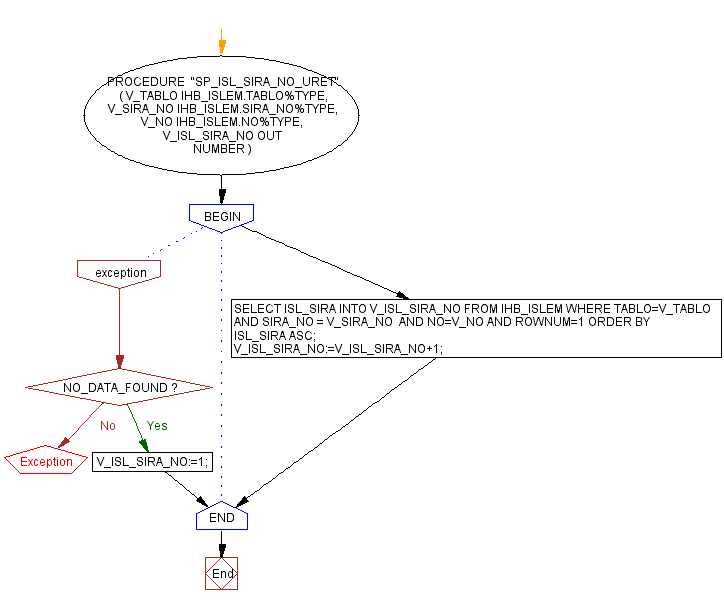 PROCEDURE "SP_ISL_SIRA_NO_URET"
( V_TABLO IHB_ISLEM.TABLO%TYPE,
V_SIRA_NO IHB_ISLEM.SIRA_NO%TYPE,
V_NO IHB_ISLEM.NO%TYPE,
V_ISL_SIRA_NO OUT
NUMBER )
BEGIN
exception
SELECT ISL_SIRA INTO V_ISL_SIRA_NO FROM IHB_ISLEM WHERE TABLO=V_TABLO
AND SIRA_NO = V_SIRA_NO  AND NO=V_NO AND ROWNUM=1 ORDER BY
ISL_SIRA ASC;
V_ISL_SIRA_NO:=V_ISL_SIRA_NO+1;
NO_DATA_FOUND ?
No
Yes
Exception
V_ISL_SIRA_NO:=1;
END
End